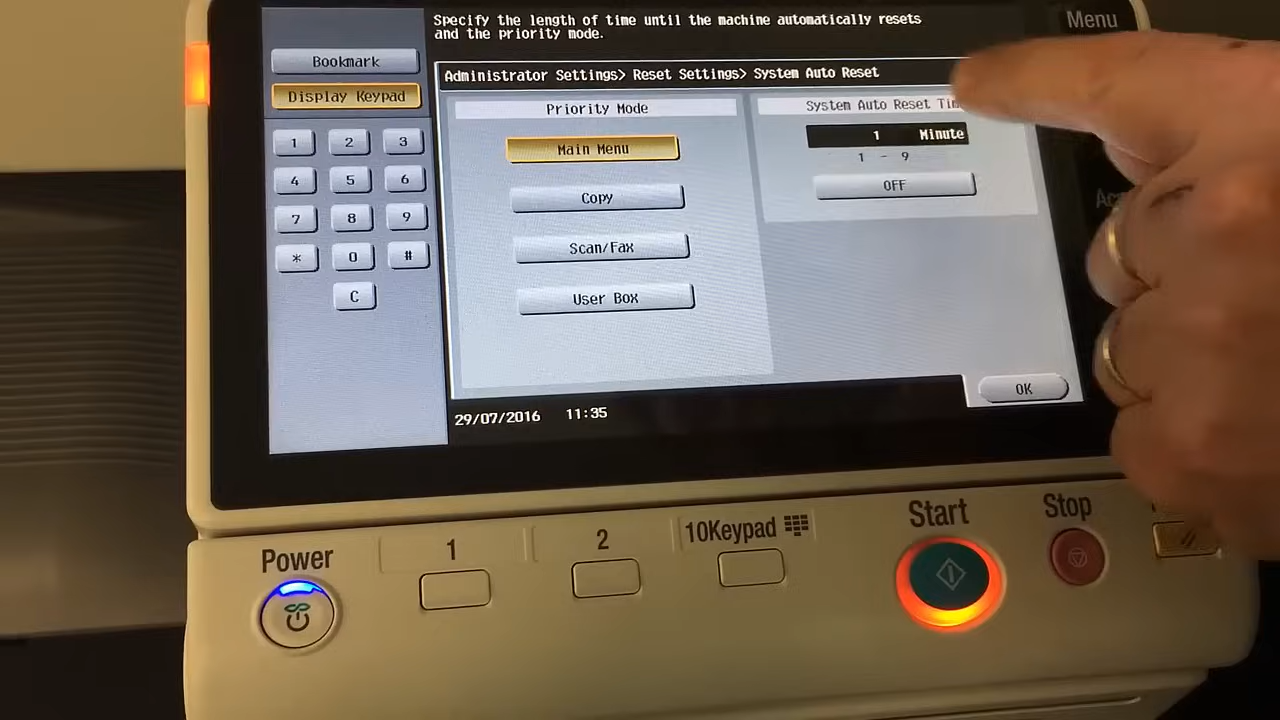 Specify the length of time until the machine automatically resets
and the priority mode.
Menu
Bookmark
Display Keypad
Administrator Settings> Reset Settings> System Auto Reset
Priority Mode
System Auto Reset
Main Menu
1 Minute
1 - 9
Copy
OFF
Scan/Fax
User Box
1 2 3
4 5 6
7 8 9
* 0 #
C
OK
29/07/2016 11:35
Power
1
2
10Keypad
Start
Stop